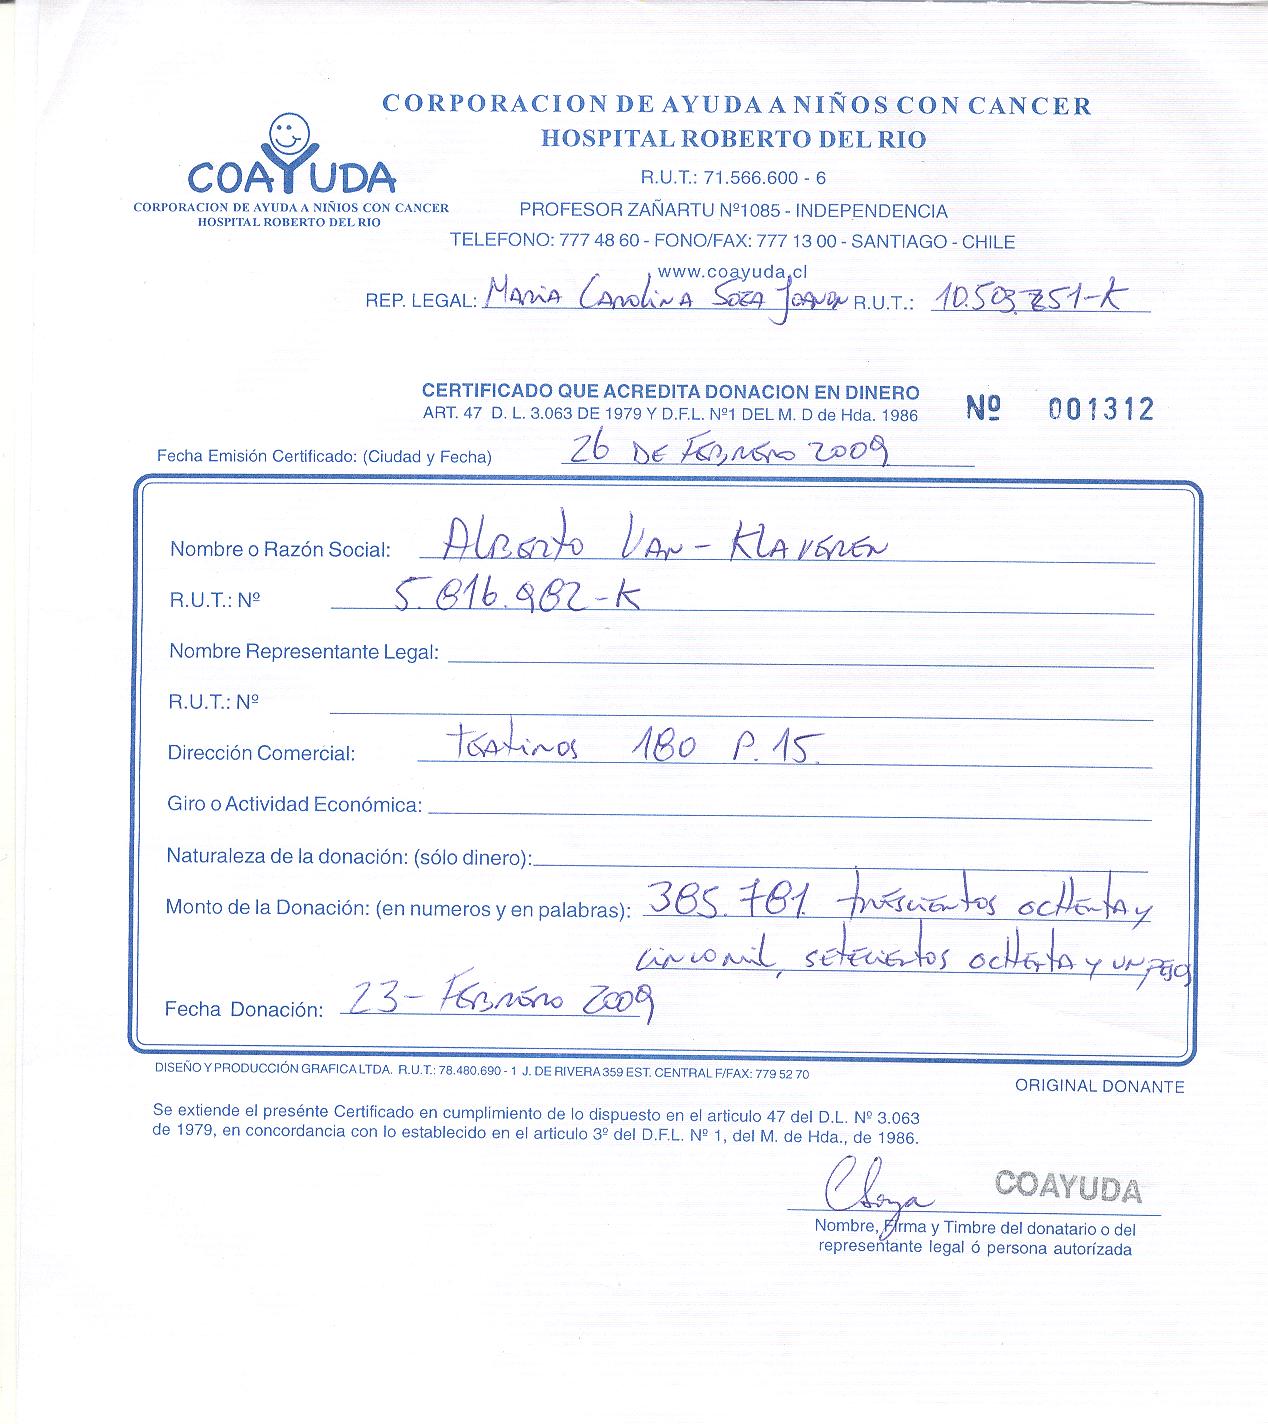 CORPORACION DE AYUDA A NIÑOS CON CANCER
HOSPITAL ROBERTO DEL RIO
COAYUDA
CORPORACION DE AYUDA A NIÑIOS CON CANCER
HOSPITAL ROBERTO DEL RIO
R.U.T.: 71.566.600 - 6
PROFESOR ZAÑARTU Nº1085 - INDEPENDENCIA
TELEFONO: 777 48 60 - FONO/FAX: 777 13 00 - SANTIAGO - CHILE
www.coayuda.cl
REP. LEGAL: Maria Carolina R.U.T.:
CERTIFICADO QUE ACREDITA DONACION EN DINERO
ART. 47 D. L. 3.063 DE 1979 Y D.F.L. Nº1 DEL M. D de Hda. 1986
Nº 001312
Fecha Emisión Certificado: (Ciudad y Fecha) 26 DE FEBRERO 2009
Nombre o Razón Social: Alberto Van - Klaveren
R.U.T.: Nº 5.816.982-K
Nombre Representante Legal:
R.U.T.: Nº
Dirección Comercial: Teatinos 180 P. 15.
Giro o Actividad Económica:
Naturaleza de la donación: (sólo dinero):
Monto de la Donación: (en numeros y en palabras): 385.781. trescientos ochenta y
cinco mil, setecientos ochenta y un pesos
Fecha Donación: 23 - FEBRERO 2009
DISEÑO Y PRODUCCIÓN GRAFICA LTDA. R.U.T.: 78.480.690 - 1 J. DE RIVERA 359 EST. CENTRAL F/FAX: 779 52 70
ORIGINAL DONANTE
Se extiende el presénte Certificado en cumplimiento de lo dispuesto en el articulo 47 del D.L. Nº 3.063
de 1979, en concordancia con lo establecido en el articulo 3º del D.F.L. Nº 1, del M. de Hda., de 1986.
COAYUDA
Nombre, Firma y Timbre del donatario o del
representante legal ó persona autorízada